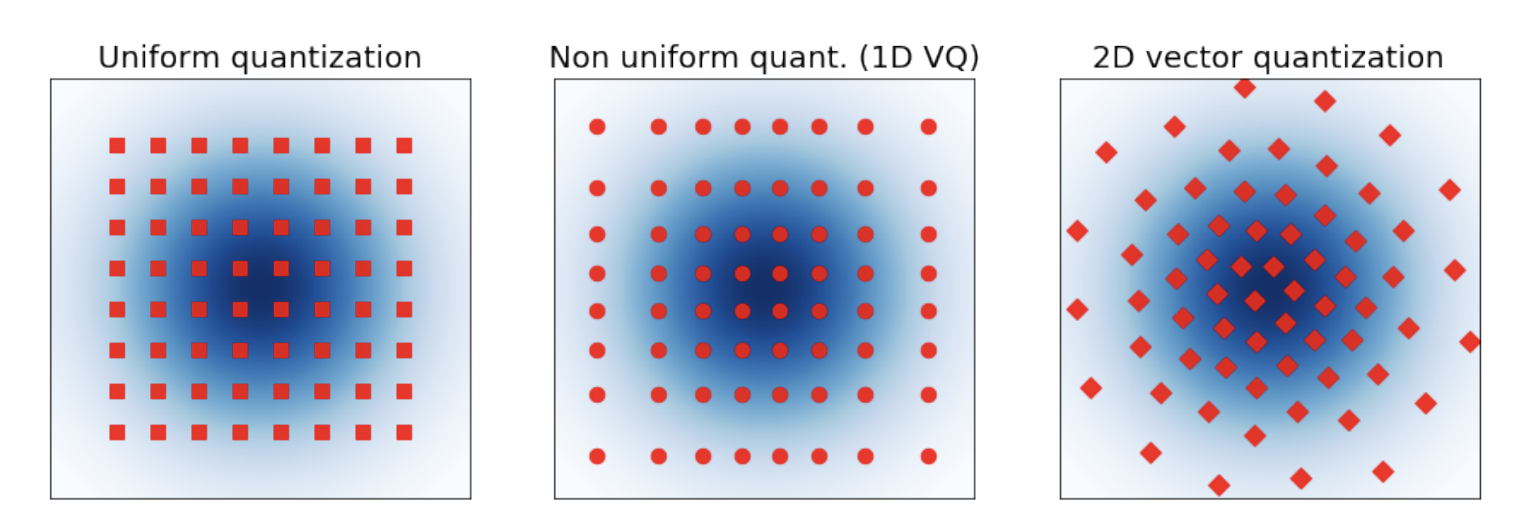 Uniform quantization
Non uniform quant. (1D VQ)
2D vector quantization